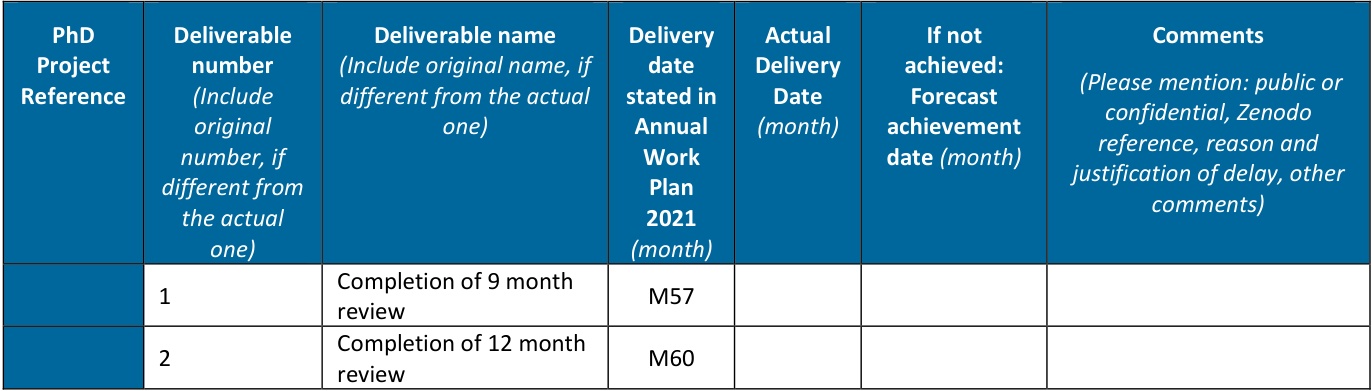 PhD
Project
Reference
Deliverable
number
(Include
original
number, if
different from
the actual
one)
Deliverable name
(Include original name, if
different from the actual
one)
Delivery
date
stated in
Annual
Work
Plan
2021
(month)
Actual
Delivery
Date
(month)
If not
achieved:
Forecast
achievement
date (month)
Comments
(Please mention: public or
confidential, Zenodo
reference, reason and
justification of delay, other
comments)
1
Completion of 9 month
review
M57
2
Completion of 12 month
review
M60